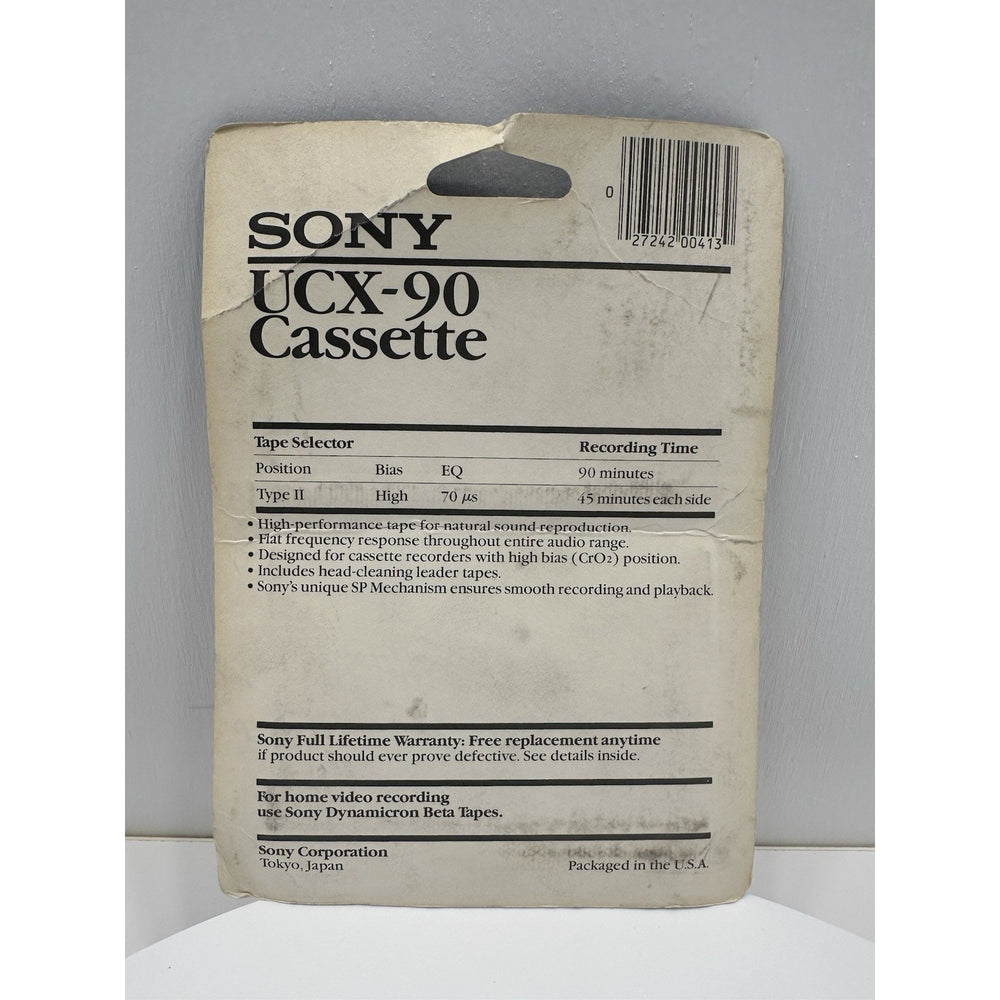 0
27242 00413
SONY
UCX-90
Cassette
Tape Selector Recording Time
Position Bias EQ 90 minutes
Type II High 70 μs 45 minutes each side
• High-performance tape for natural sound reproduction.
• Flat frequency response throughout entire audio range.
• Designed for cassette recorders with high bias (CrO2) position.
• Includes head-cleaning leader tapes.
• Sony's unique SP Mechanism ensures smooth recording and playback.
Sony Full Lifetime Warranty: Free replacement anytime
if product should ever prove defective. See details inside.
For home video recording
use Sony Dynamicron Beta Tapes.
Sony Corporation
Tokyo, Japan Packaged in the U.S.A.